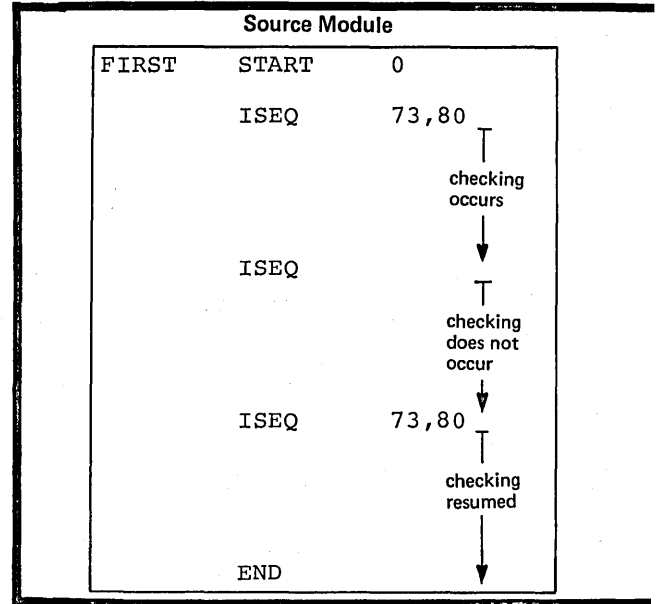 Source Module
FIRST START 0
ISEQ 73,80
checking
occurs
ISEQ
checking
does not
occur
ISEQ 73,80
checking
resumed
END